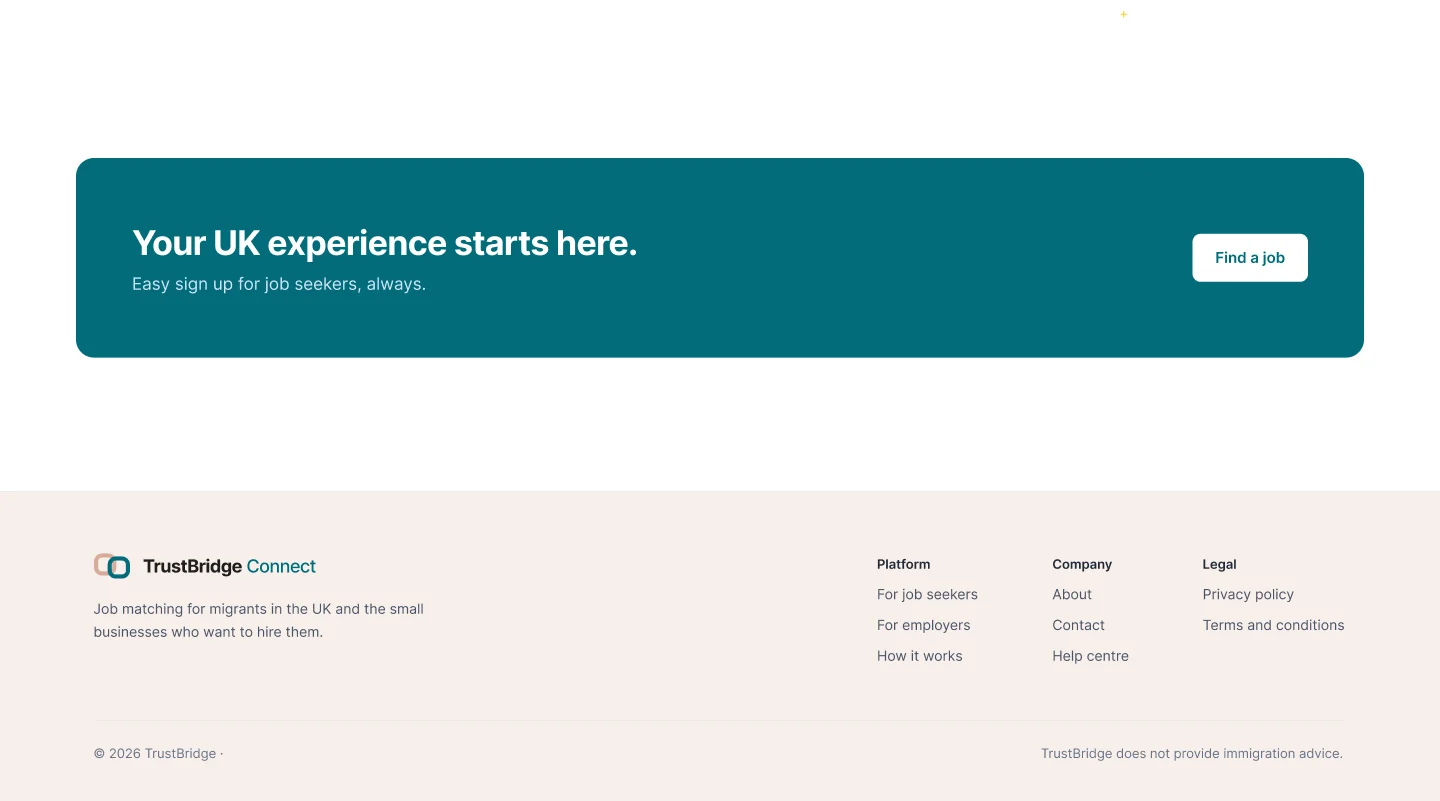 Your UK experience starts here.
Easy sign up for job seekers, always.
Find a job
TrustBridge Connect
Job matching for migrants in the UK and the small
businesses who want to hire them.
Platform
For job seekers
For employers
How it works
Company
About
Contact
Help centre
Legal
Privacy policy
Terms and conditions
© 2026 TrustBridge ·
TrustBridge does not provide immigration advice.